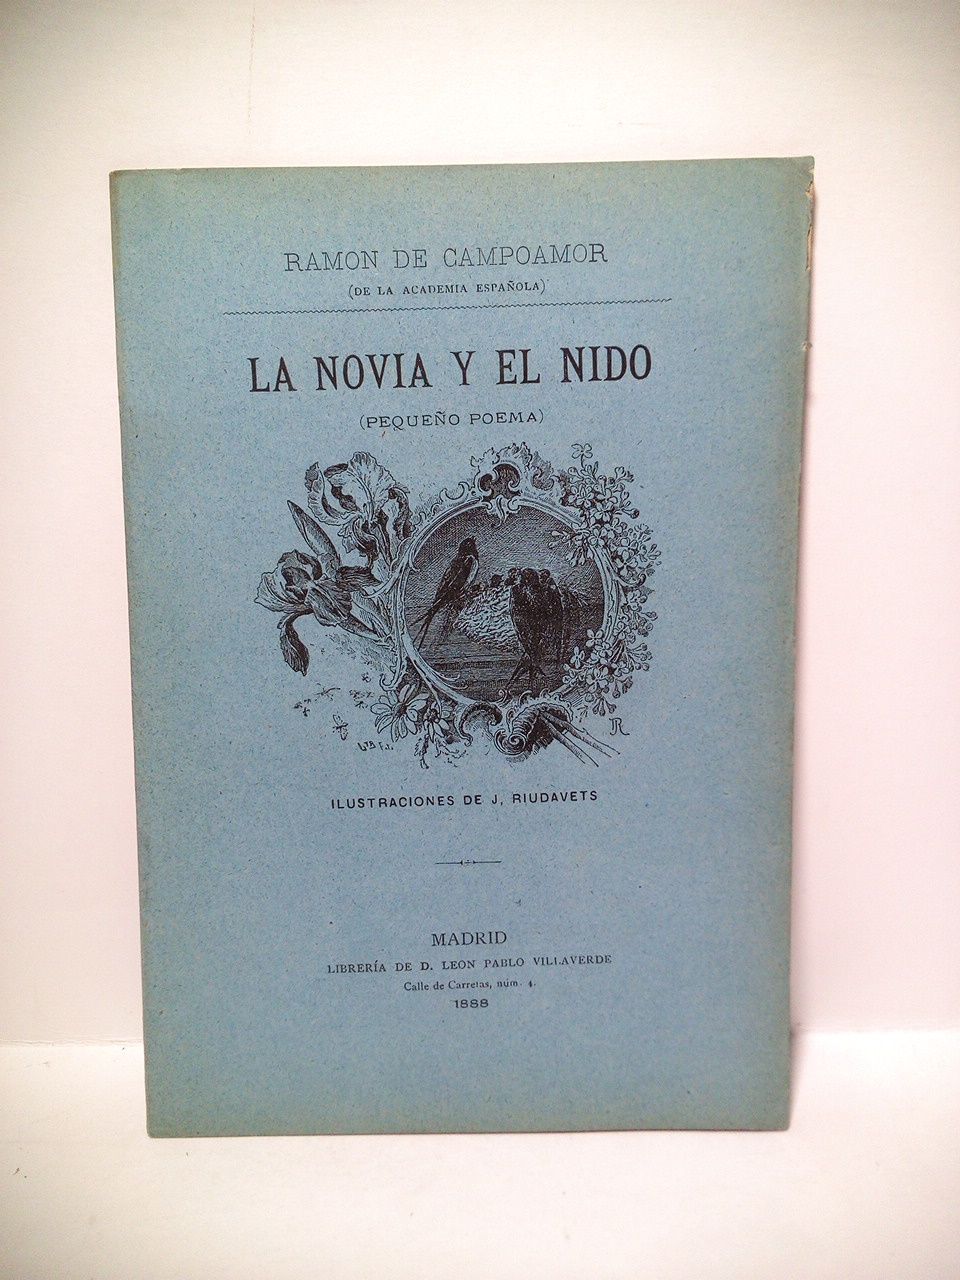 RAMON DE CAMPOAMOR
(DE LA ACADEMIA ESPAÑOLA)
LA NOVIA Y EL NIDO
(PEQUEÑO POEMA)
R
ILUSTRACIONES DE J. RIUDAVETS
MADRID
LIBRERÍA DE D. LEON PABLO VILLAVERDE
Calle de Carretas, núm. 4.
1888